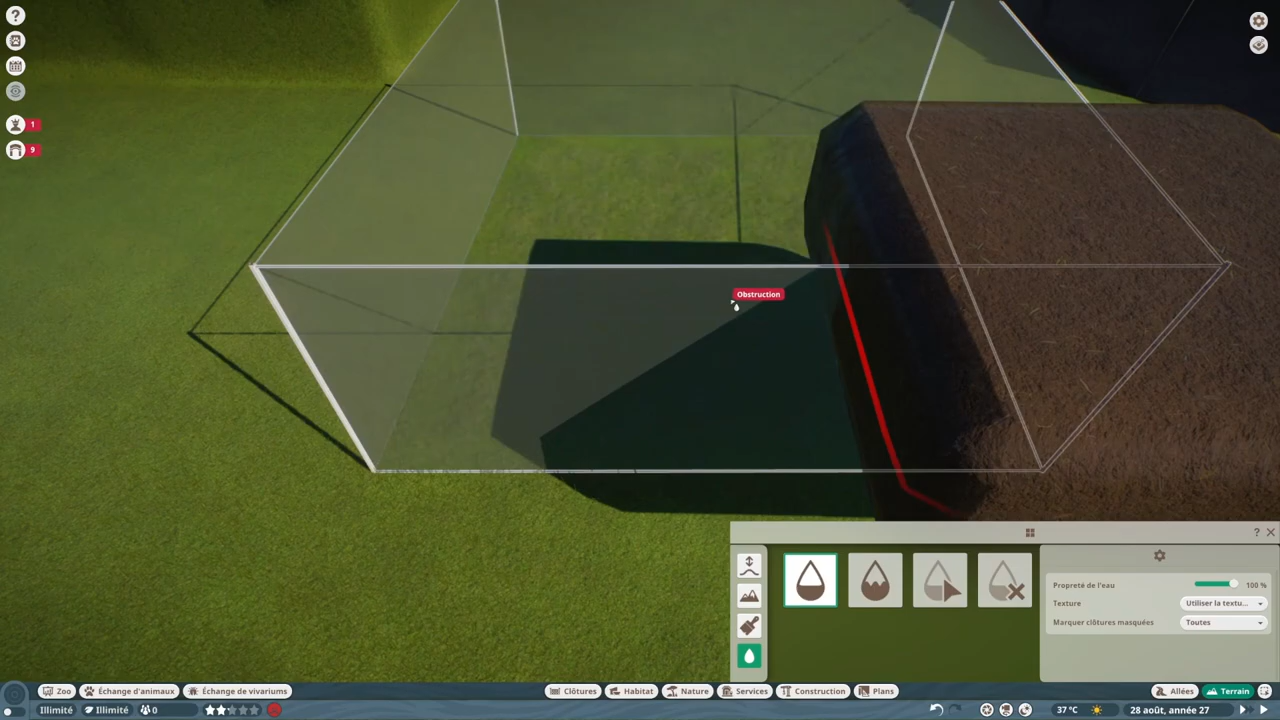 ?
1
9
Obstruction
?
Propreté de l'eau
100 %
Texture
Utiliser la textu...
Marquer clôtures masquées
Toutes
Zoo
Échange d'animaux
Échange de vivariums
Clôtures
Habitat
Nature
Services
Construction
Plans
Allées
Terrain
Illimité
Illimité
0
37 °C
28 août, année 27